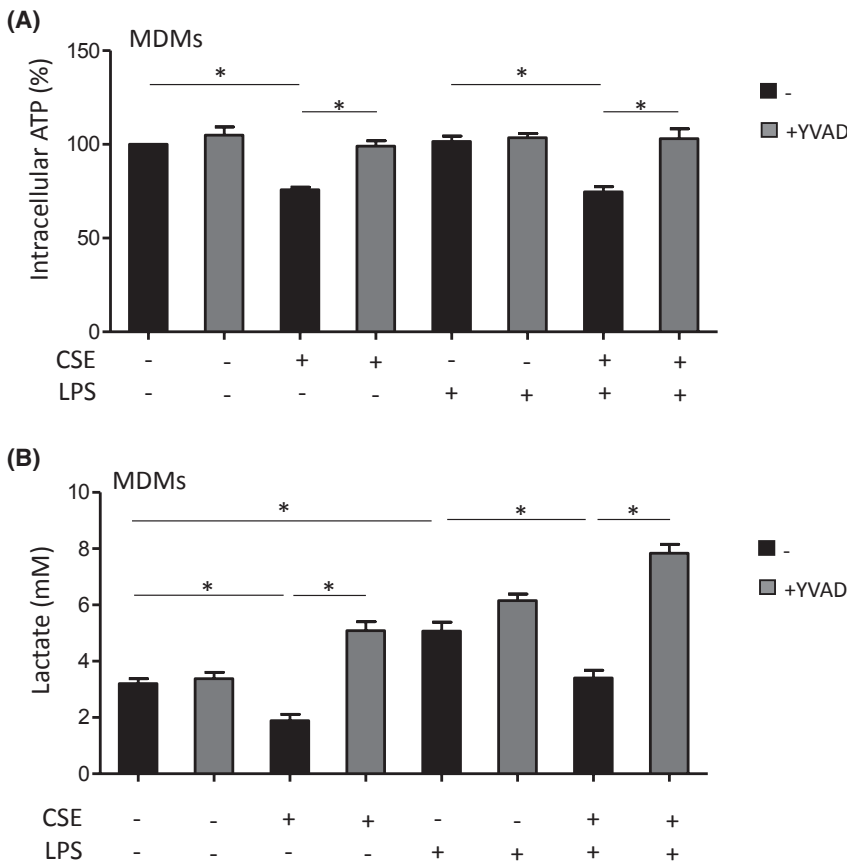 (A)
MDMs
Intracellular ATP (%)
150
100
50
0
*
*
*
*
-
+YVAD
CSE - - + + - - + +
LPS - - - - + + + +
(B)
MDMs
Lactate (mM)
10
8
6
4
2
0
*
*
*
*
*
-
+YVAD
CSE - - + + - - + +
LPS - - - - + + + +